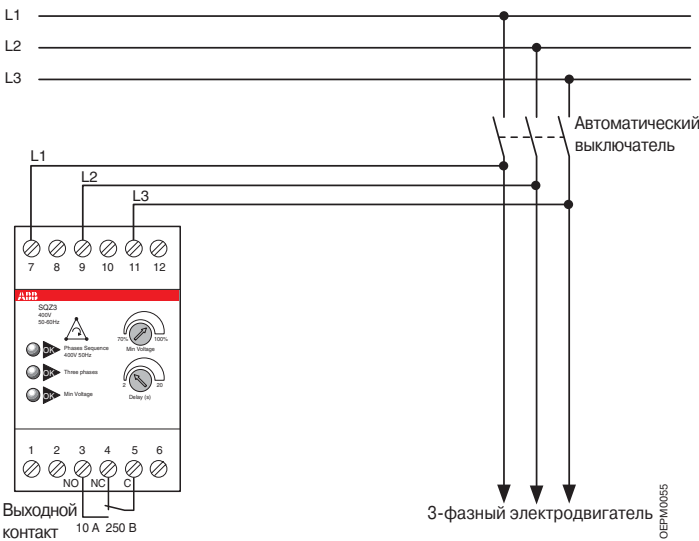 L1
L2
L3
Автоматический
выключатель
L1
L2
L3
7 8 9 10 11 12
ABB
SQZ3
400V
50-60Hz
70% 100%
Min Voltage
OK Phases Sequence
400V 50Hz
OK Three phases
2 20
Delay (s)
OK Min Voltage
1 2 3 4 5 6
NO NC C
Выходной
контакт
10 A 250 В
3-фазный электродвигатель
OEPM0055